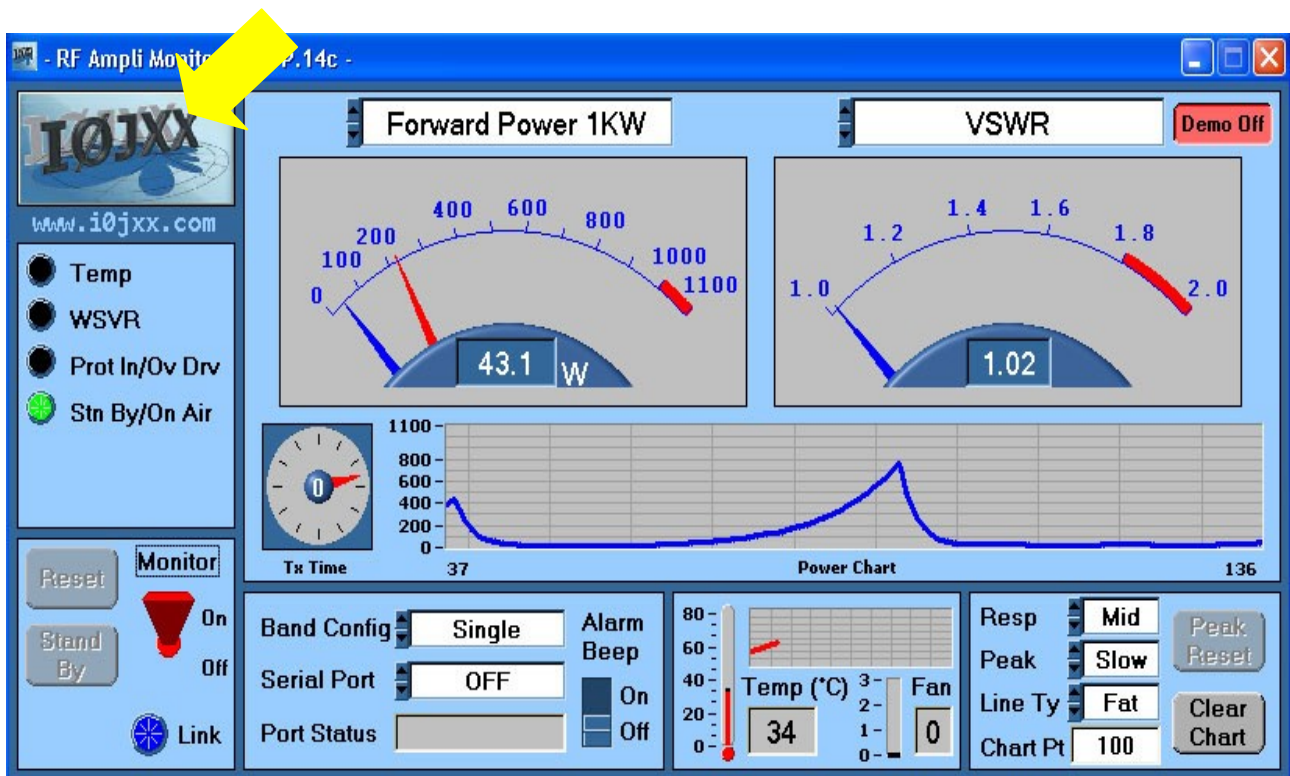 - RF Ampli Monito P.14c -
IØJXX
www.i0jxx.com
Forward Power 1KW
VSWR
Demo Off
0 100 200 400 600 800 1000 1100
43.1 W
1.0 1.2 1.4 1.6 1.8 2.0
1.02
Temp
WSVR
Prot In/Ov Drv
Stn By/On Air
0
Tx Time
1100
800
600
400
200
0
37 Power Chart 136
Reset
Monitor
On
Stand
By
Off
Link
Band Config Single
Serial Port OFF
Port Status
Alarm
Beep
On
Off
80
60
40
20
0
Temp (°C)
34
3
2
1
0
Fan
0
Resp Mid
Peak Slow
Line Ty Fat
Chart Pt 100
Peak
Reset
Clear
Chart